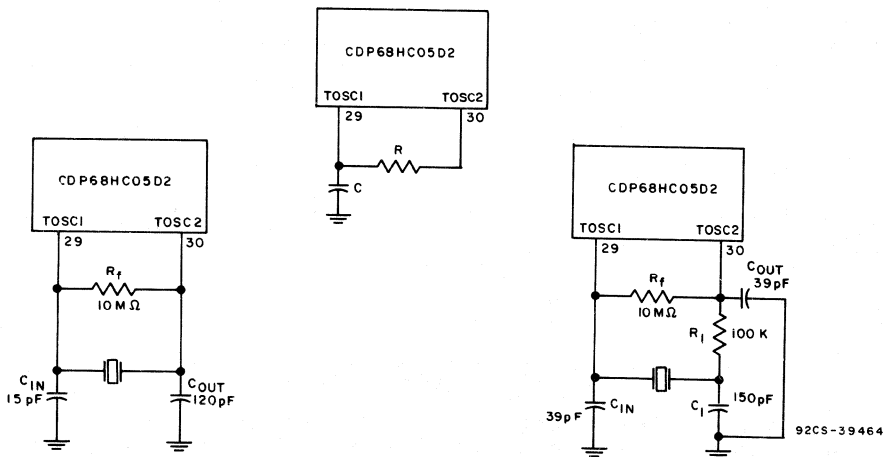 CDP68HC05D2
TOSC1
TOSC2
29
30
R
C
CDP68HC05D2
TOSC1
TOSC2
29
30
Rf
10MΩ
CIN
15pF
COUT
120pF
CDP68HC05D2
TOSC1
TOSC2
29
30
COUT
39pF
Rf
10MΩ
R1
100K
39pF
CIN
C1
150pF
92CS-39464